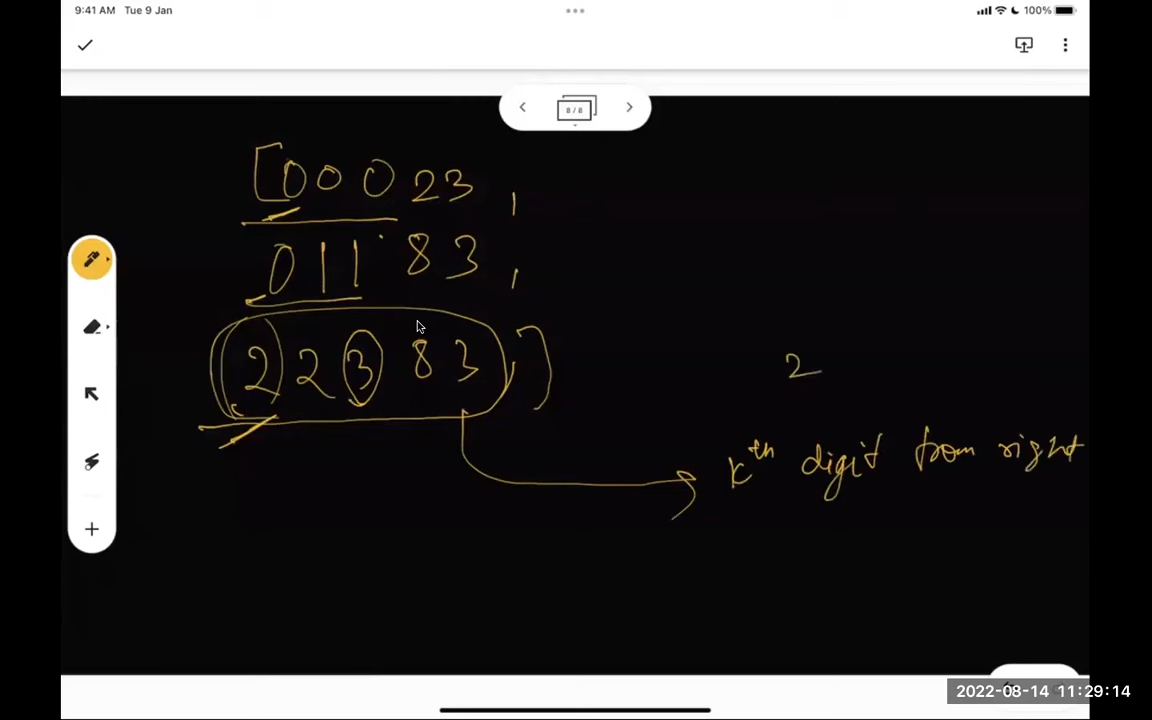 9:41 AM Tue 9 Jan
100%
8 / 8
[00023,
01183,
22383,]
2
kth digit from right
2022-08-14 11:29:14